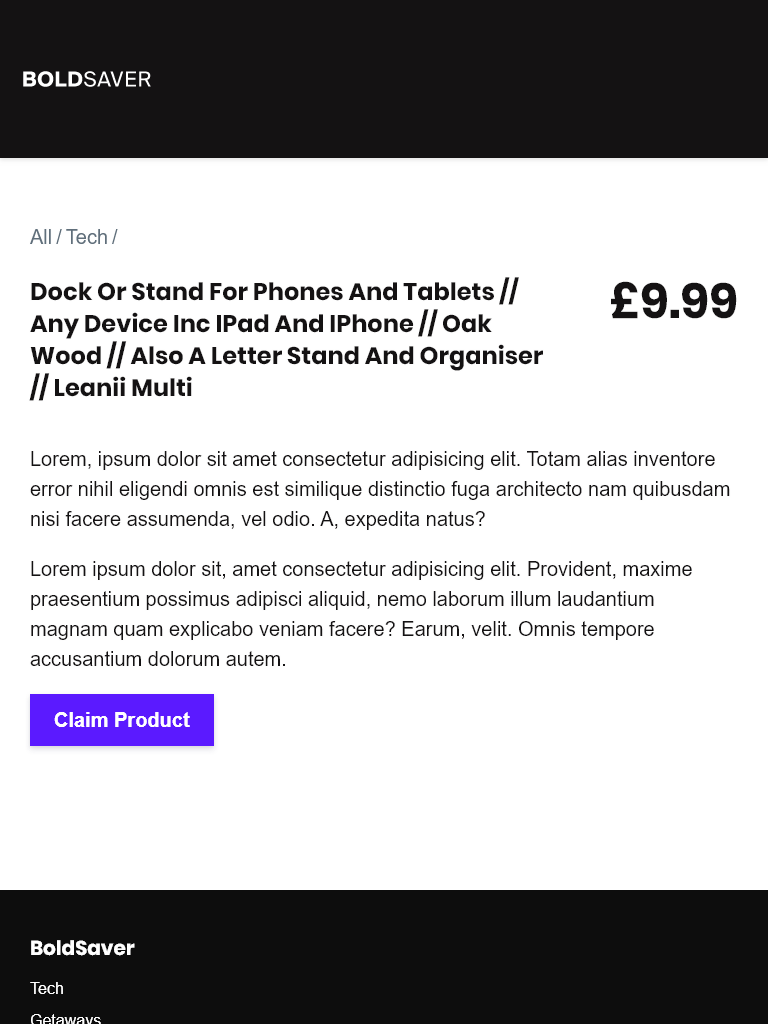 BOLDSAVER
All / Tech /
Dock Or Stand For Phones And Tablets //
£9.99
Any Device Inc IPad And IPhone // Oak
Wood // Also A Letter Stand And Organiser
// Leanii Multi
Lorem, ipsum dolor sit amet consectetur adipisicing elit. Totam alias inventore
error nihil eligendi omnis est similique distinctio fuga architecto nam quibusdam
nisi facere assumenda, vel odio. A, expedita natus?
Lorem ipsum dolor sit, amet consectetur adipisicing elit. Provident, maxime
praesentium possimus adipisci aliquid, nemo laborum illum laudantium
magnam quam explicabo veniam facere? Earum, velit. Omnis tempore
accusantium dolorum autem.
Claim Product
BoldSaver
Tech
Getaways